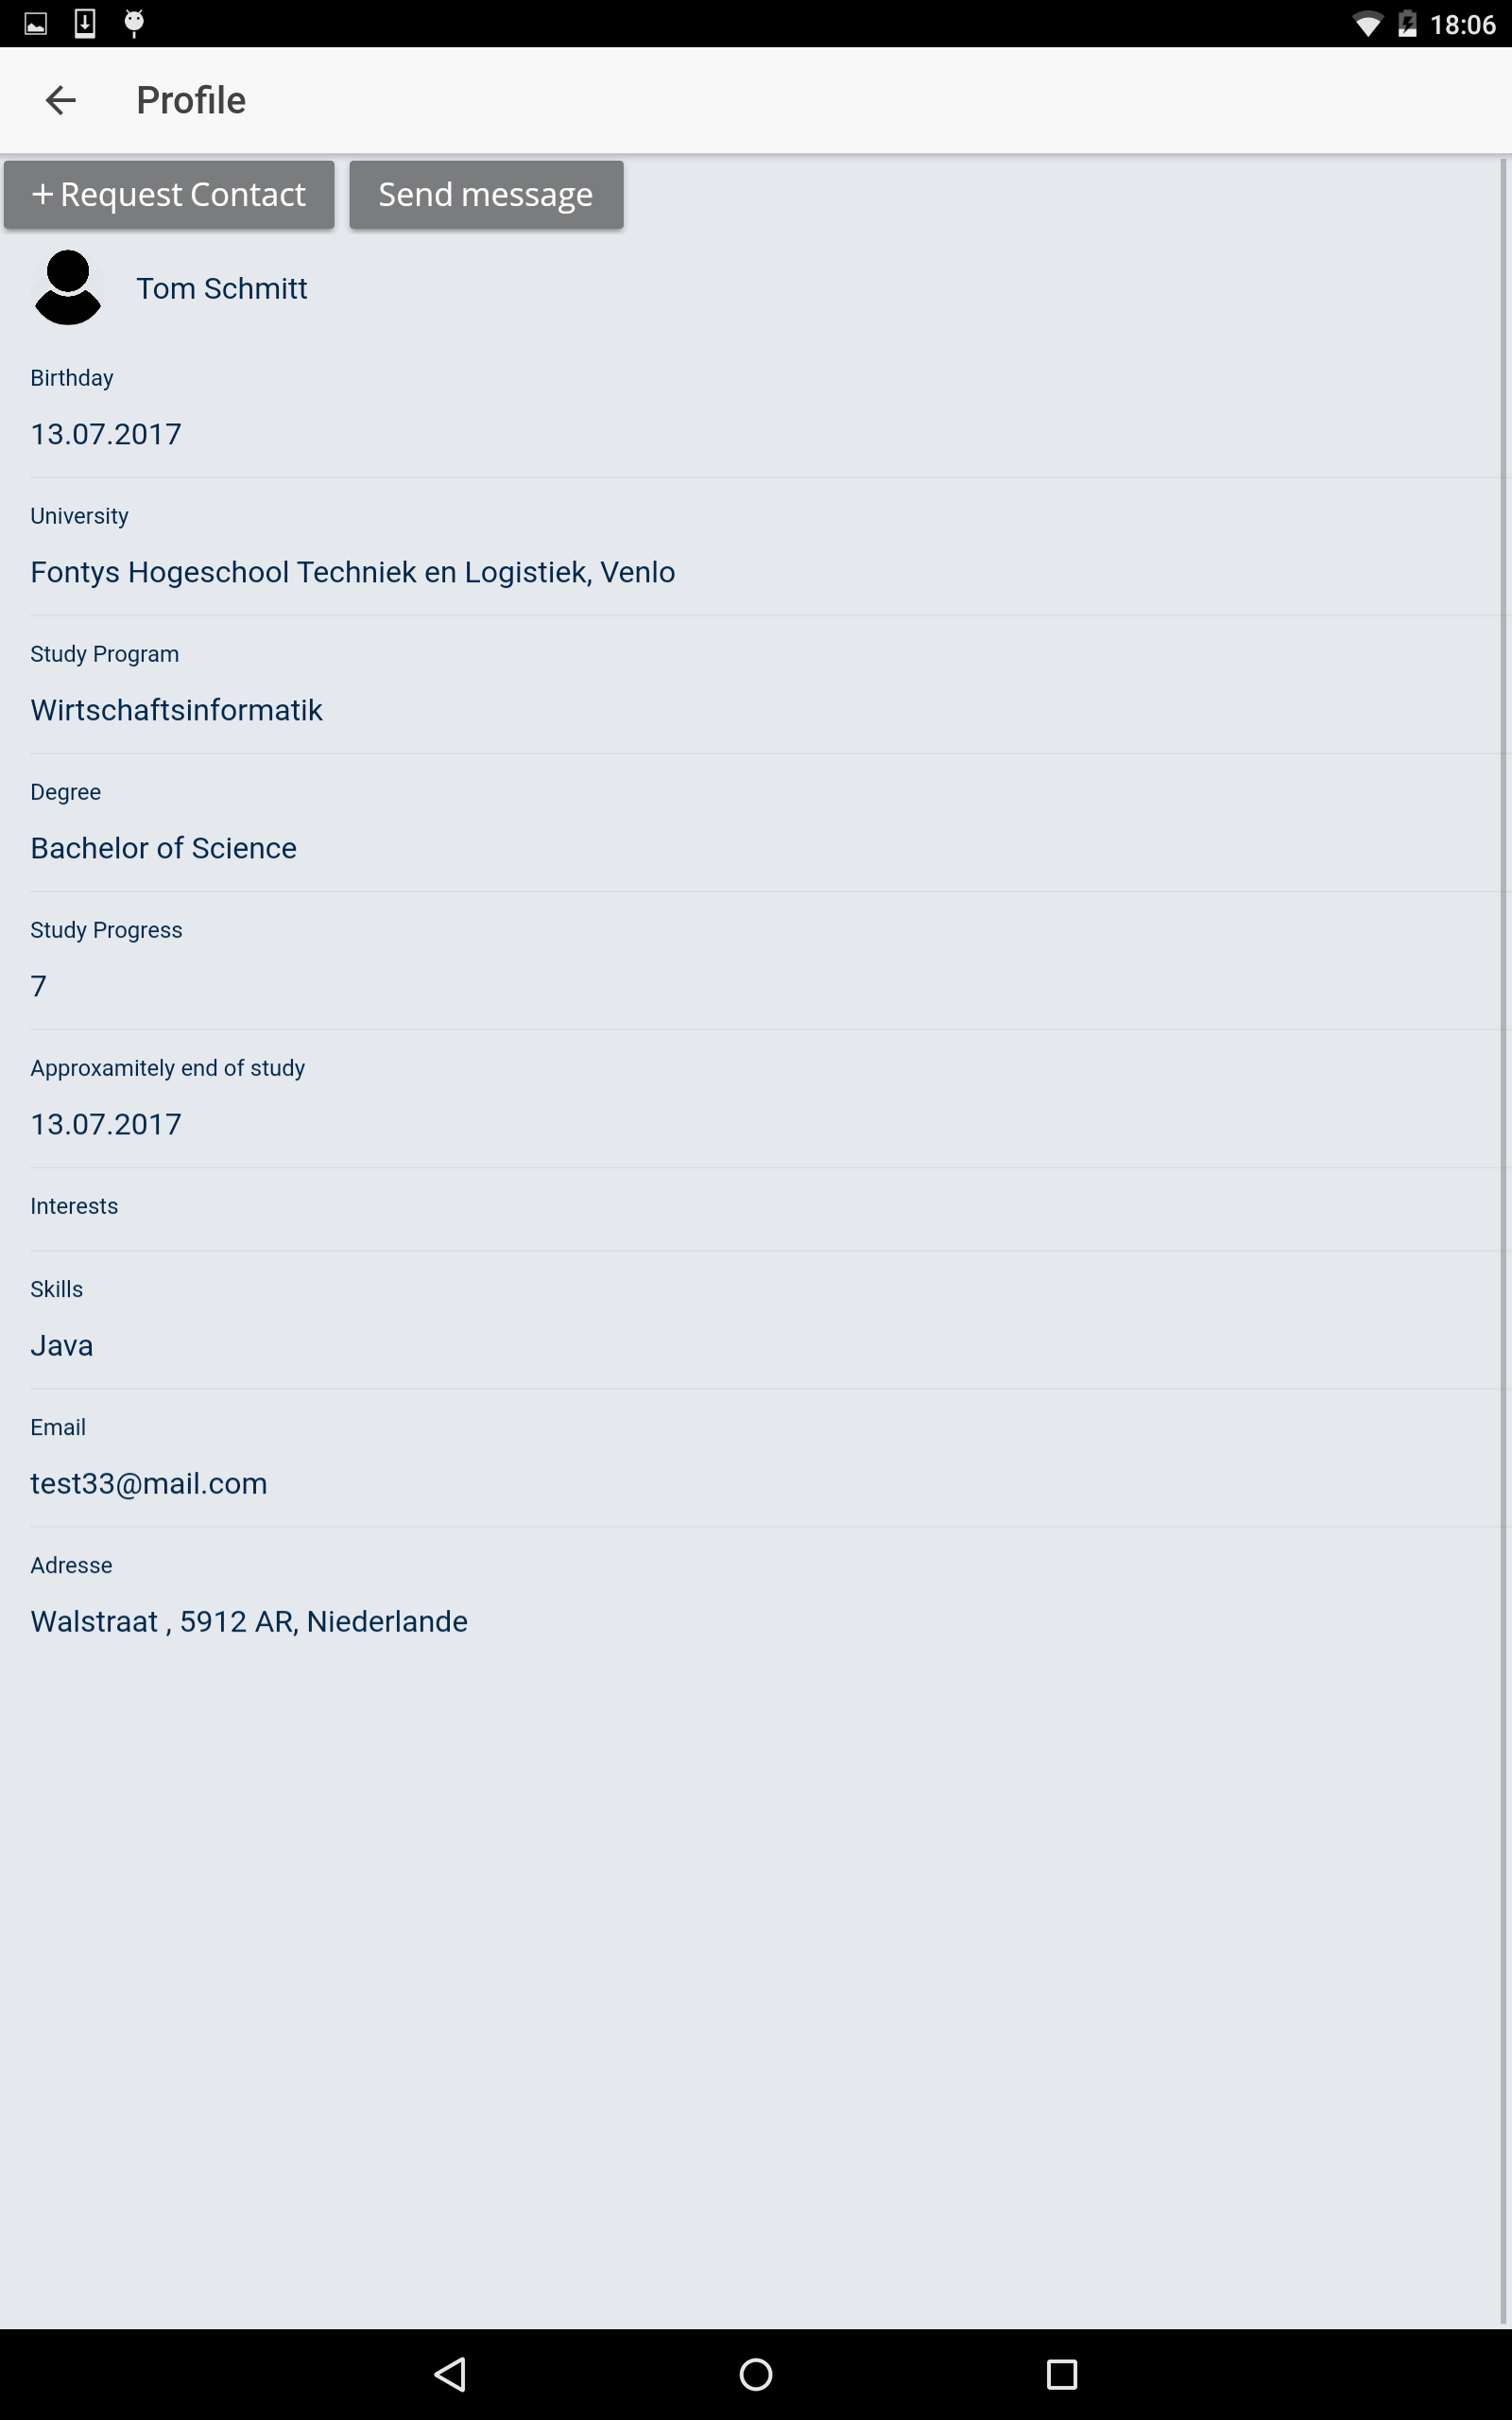 18:06
Profile
+ Request Contact
Send message
Tom Schmitt
Birthday
13.07.2017
University
Fontys Hogeschool Techniek en Logistiek, Venlo
Study Program
Wirtschaftsinformatik
Degree
Bachelor of Science
Study Progress
7
Approxamitely end of study
13.07.2017
Interests
Skills
Java
Email
test33@mail.com
Adresse
Walstraat , 5912 AR, Niederlande